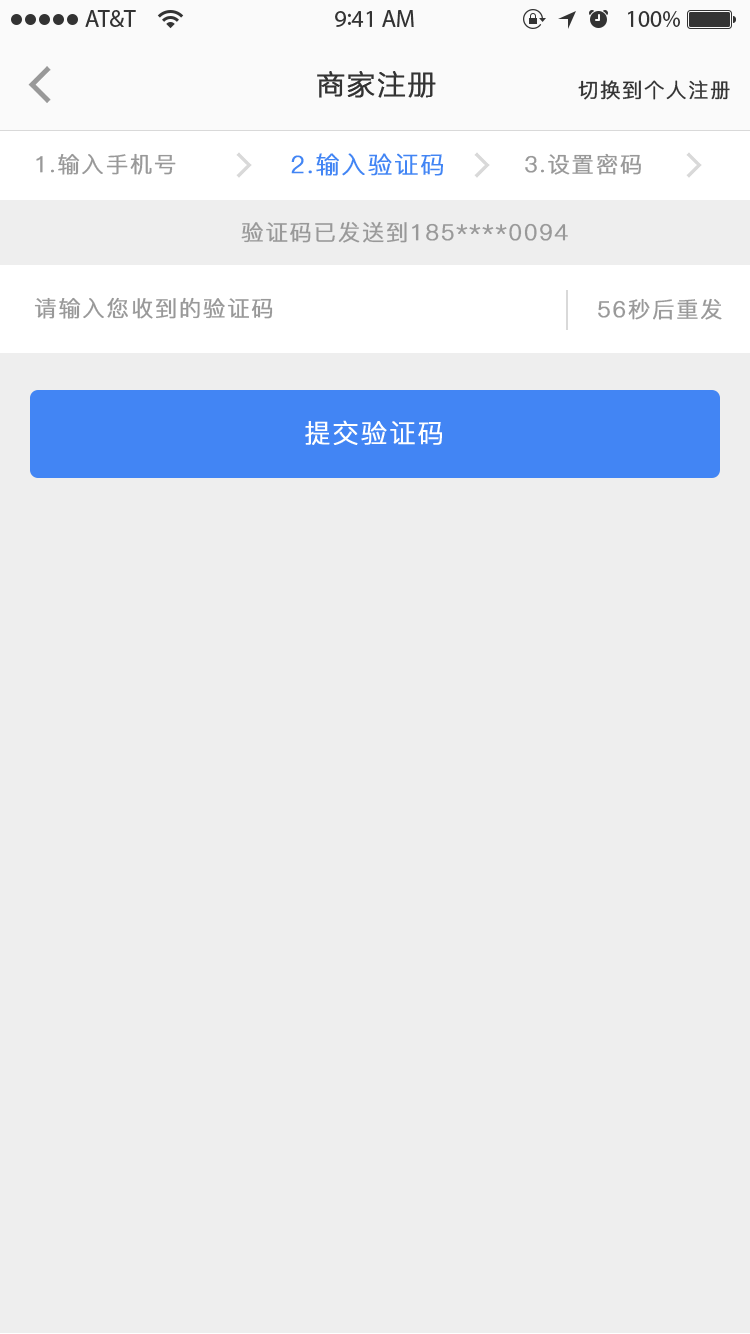 AT&T 9:41 AM 100%
商家注册 切换到个人注册
1.输入手机号 2.输入验证码 3.设置密码
验证码已发送到185****0094
请输入您收到的验证码 56秒后重发
提交验证码